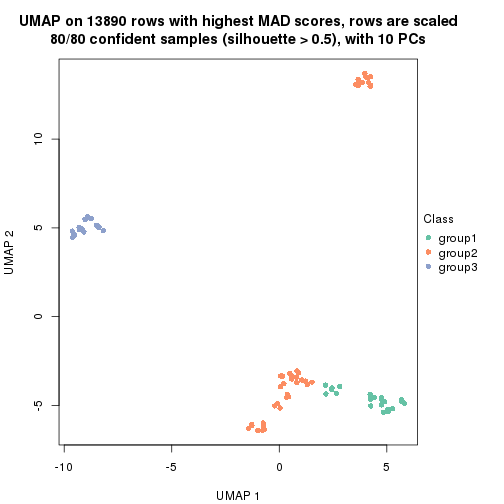 UMAP on 13890 rows with highest MAD scores, rows are scaled
80/80 confident samples (silhouette > 0.5), with 10 PCs
10
5
0
-5
UMAP 2
-10
-5
0
5
UMAP 1
Class
group1
group2
group3